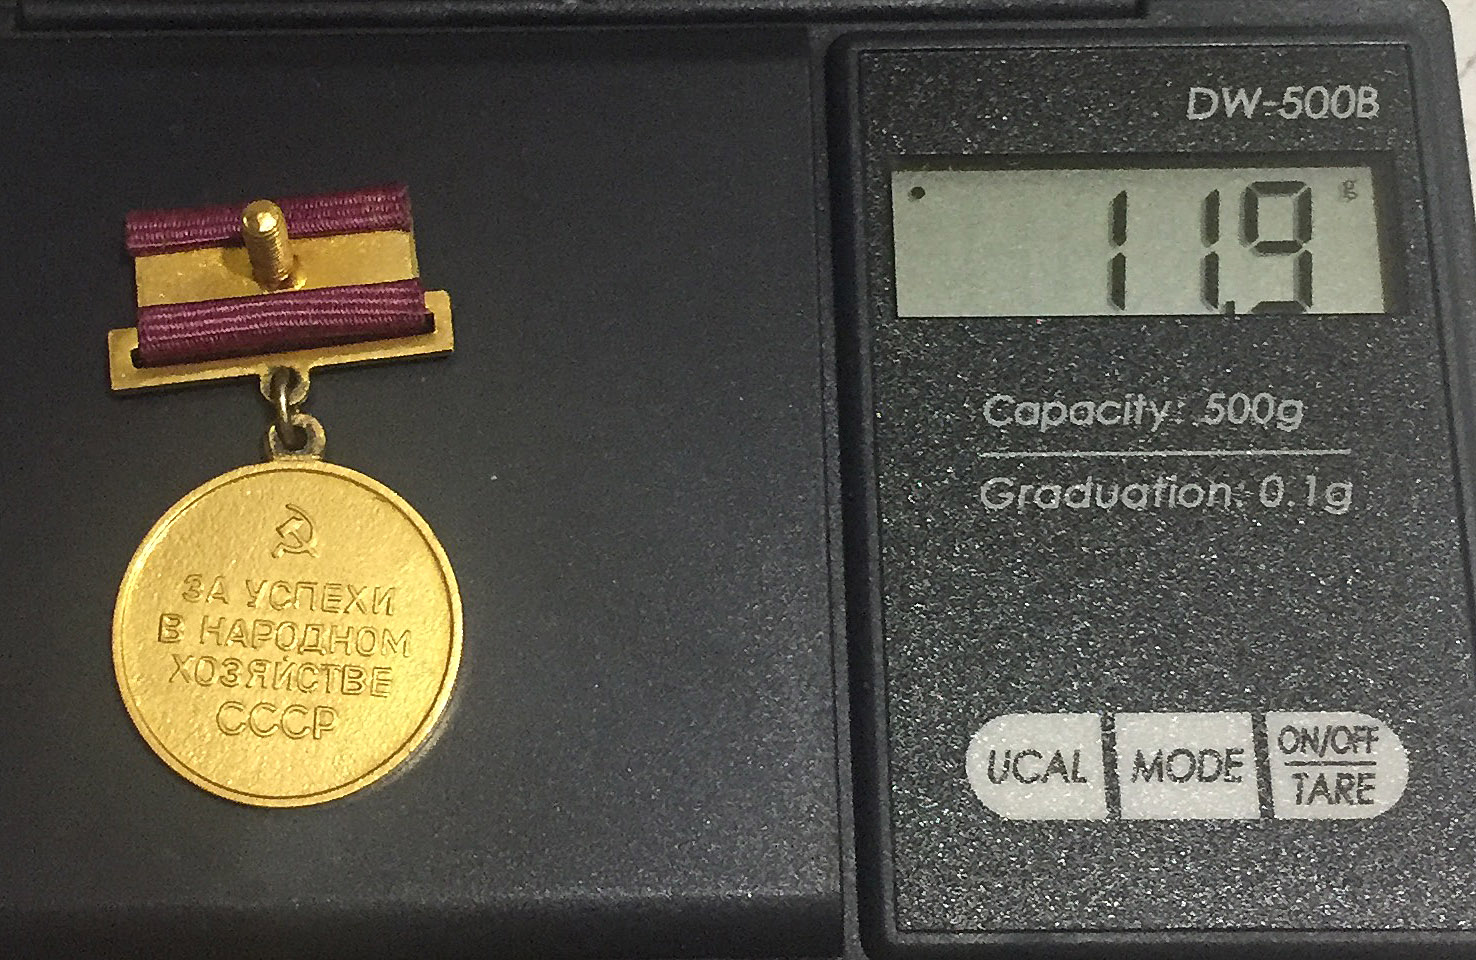 DW-500B
11.9 g
Capacity: 500g
Graduation: 0.1g
UCAL
MODE
ON/OFF
TARE
ЗА УСПЕХИ
В НАРОДНОМ
ХОЗЯЙСТВЕ
СССР